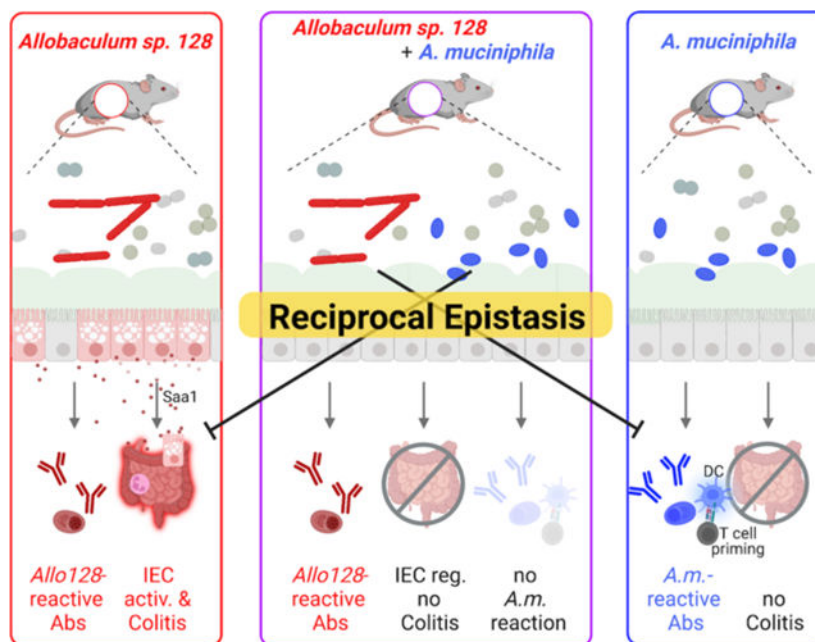 Allobaculum sp. 128
Allobaculum sp. 128
+ A. muciniphila
A. muciniphila
Reciprocal Epistasis
Saa1
DC
T cell
priming
Allo128-
reactive
Abs
IEC
activ. &
Colitis
Allo128-
reactive
Abs
IEC reg.
no
Colitis
no
A.m.
reaction
A.m.-
reactive
Abs
no
Colitis